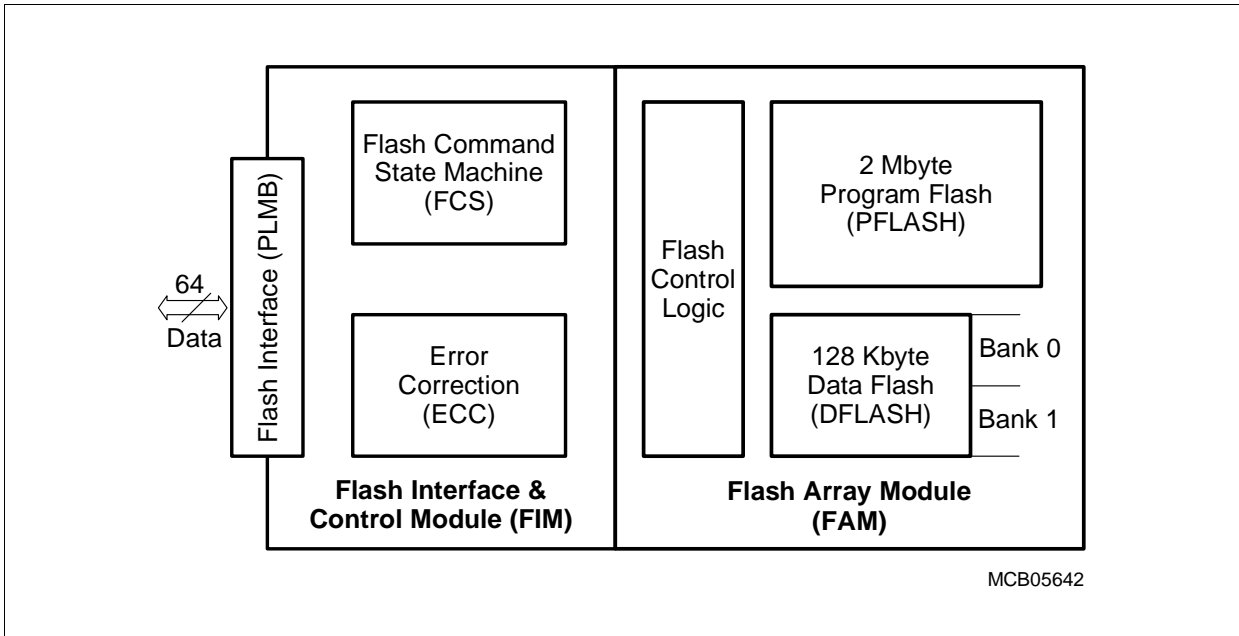 64
Data
Flash Interface (PLMB)
Flash Command
State Machine
(FCS)
Error
Correction
(ECC)
Flash Interface &
Control Module (FIM)
Flash
Control
Logic
2 Mbyte
Program Flash
(PFLASH)
128 Kbyte
Data Flash
(DFLASH)
Bank 0
Bank 1
Flash Array Module
(FAM)
MCB05642